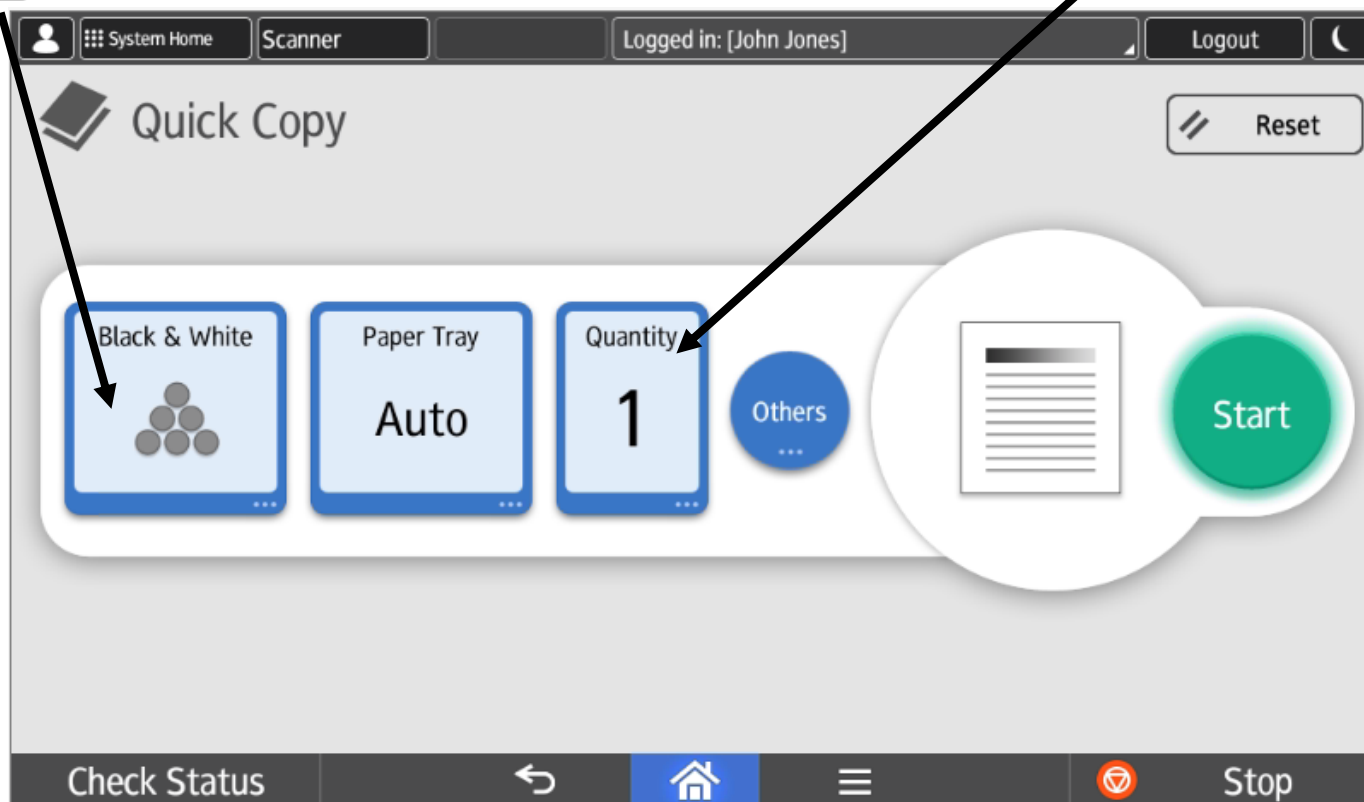 System Home
Scanner
Logged in: [John Jones]
Logout
Quick Copy
Reset
Black & White
Paper Tray
Quantity
Auto
1
Others
Start
Check Status
Stop